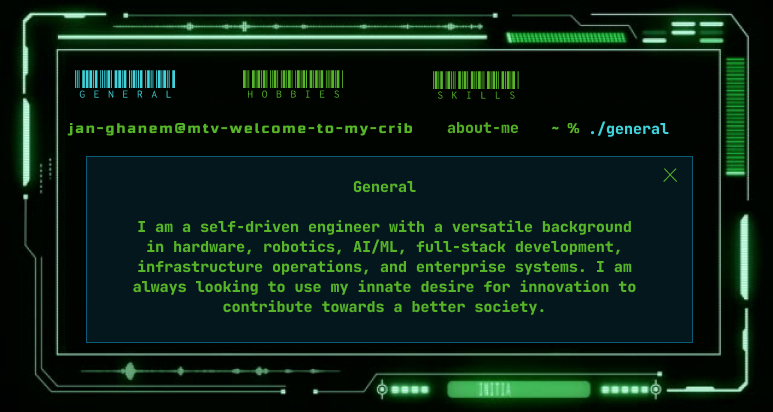 GENERAL HOBBIES SKILLS
jan-ghanem@mtv-welcome-to-my-crib about-me ~ % ./general
General
I am a self-driven engineer with a versatile background
in hardware, robotics, AI/ML, full-stack development,
infrastructure operations, and enterprise systems. I am
always looking to use my innate desire for innovation to
contribute towards a better society.
INITIA